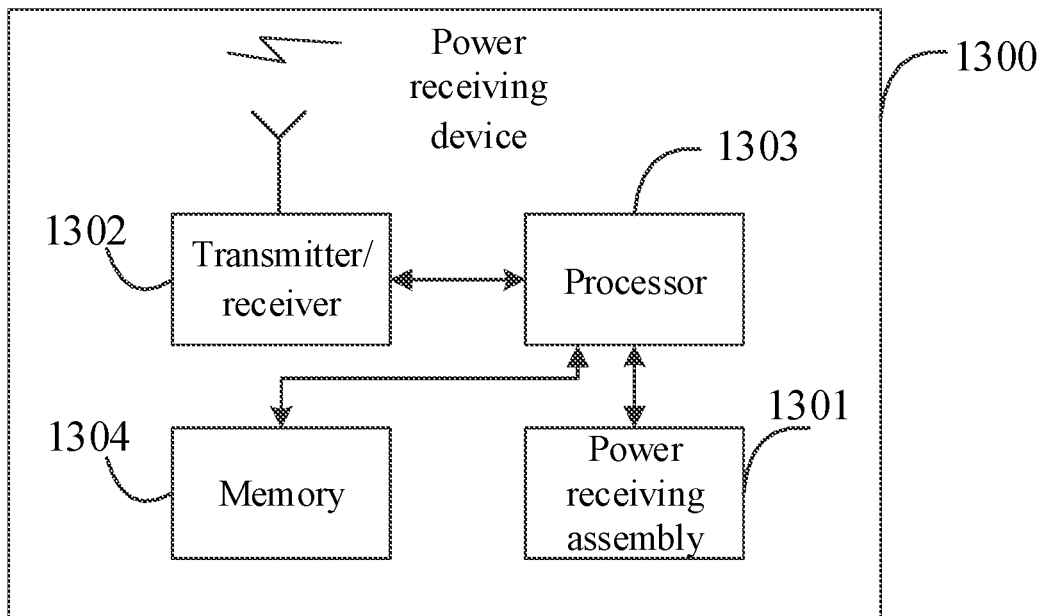 Power
receiving
device
1300
1303
1302
Transmitter/
receiver
Processor
1301
1304
Memory
Power
receiving
assembly